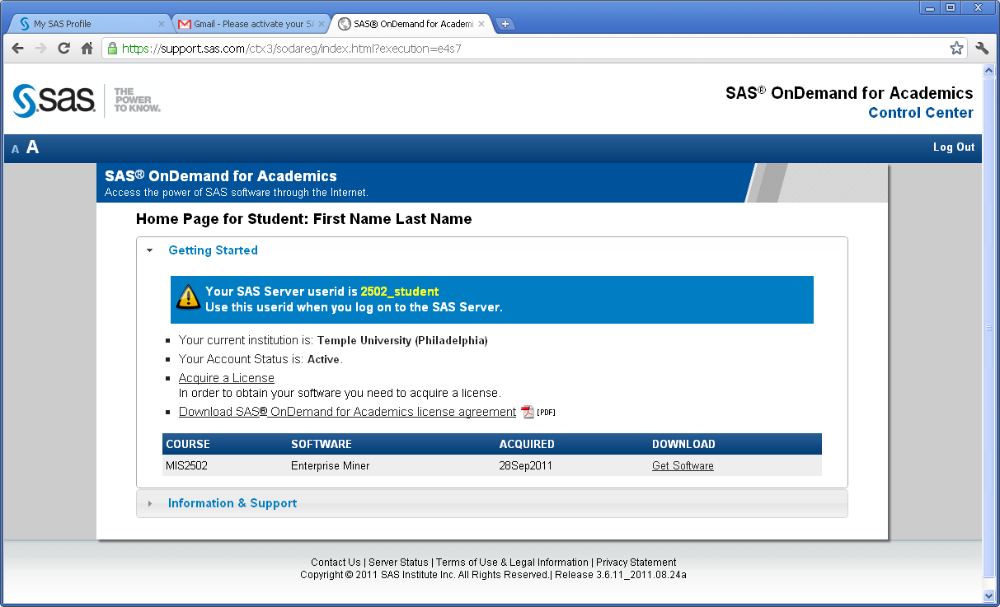 My SAS Profile
Gmail - Please activate your SA
SAS® OnDemand for Academi
https://support.sas.com/ctx3/sodareg/index.html?execution=e4s7
sas.
THE
POWER
TO KNOW.
SAS® OnDemand for Academics
Control Center
A A
Log Out
SAS® OnDemand for Academics
Access the power of SAS software through the Internet.
Home Page for Student: First Name Last Name
Getting Started
Your SAS Server userid is 2502_student
Use this userid when you log on to the SAS Server.
Your current institution is: Temple University (Philadelphia)
Your Account Status is: Active.
Acquire a License
In order to obtain your software you need to acquire a license.
Download SAS® OnDemand for Academics license agreement [PDF]
COURSE SOFTWARE ACQUIRED DOWNLOAD
MIS2502 Enterprise Miner 28Sep2011 Get Software
Information & Support
Contact Us | Server Status | Terms of Use & Legal Information | Privacy Statement
Copyright © 2011 SAS Institute Inc. All Rights Reserved.| Release 3.6.11_2011.08.24a